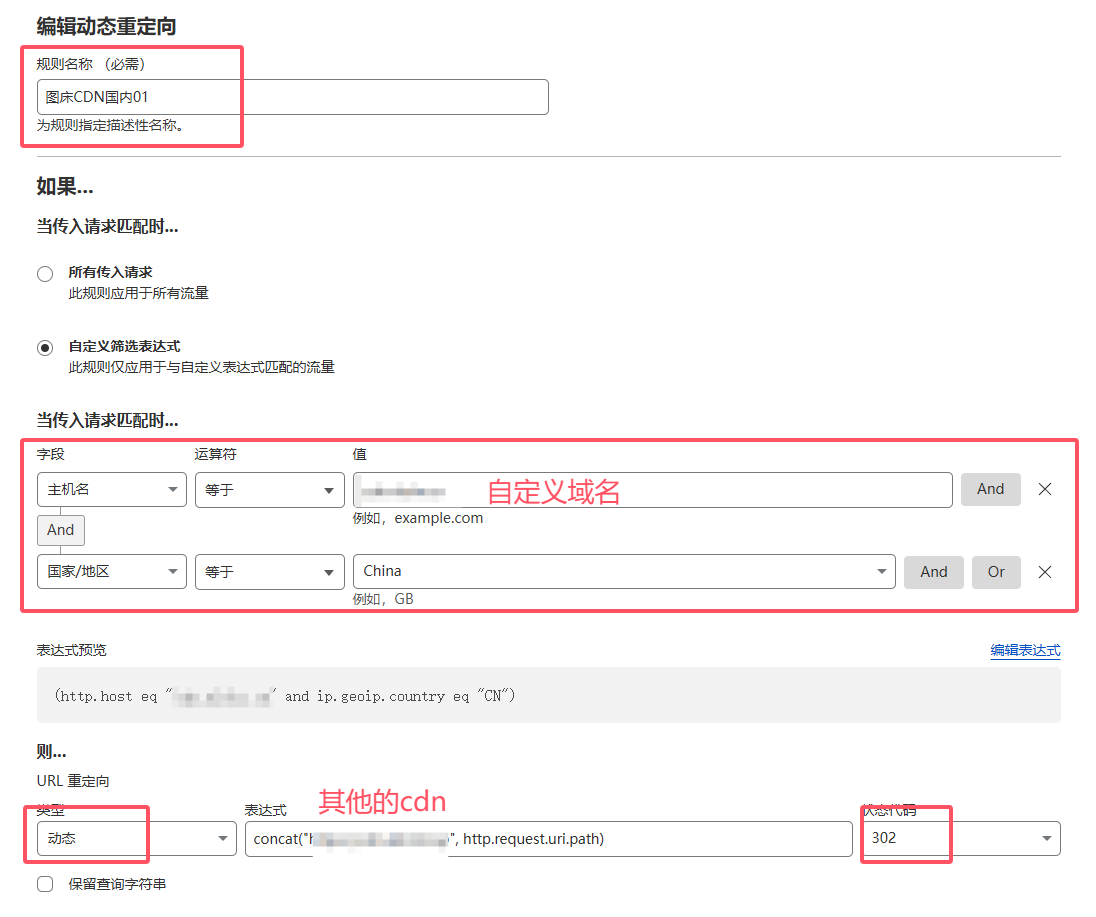 编辑动态重定向
规则名称 （必需）
图床CDN国内01
为规则指定描述性名称。
如果...
当传入请求匹配时...
所有传入请求
此规则应用于所有流量
自定义筛选表达式
此规则仅应用于与自定义表达式匹配的流量
当传入请求匹配时...
字段 运算符 值
主机名 等于 自定义域名 And
例如，example.com
And
国家/地区 等于 China And Or
例如，GB
表达式预览 编辑表达式
(http.host eq " and ip.geoip.country eq "CN")
则...
URL 重定向
其他的cdn
类型 表达式 状态代码
动态 concat("h ", http.request.uri.path) 302
保留查询字符串